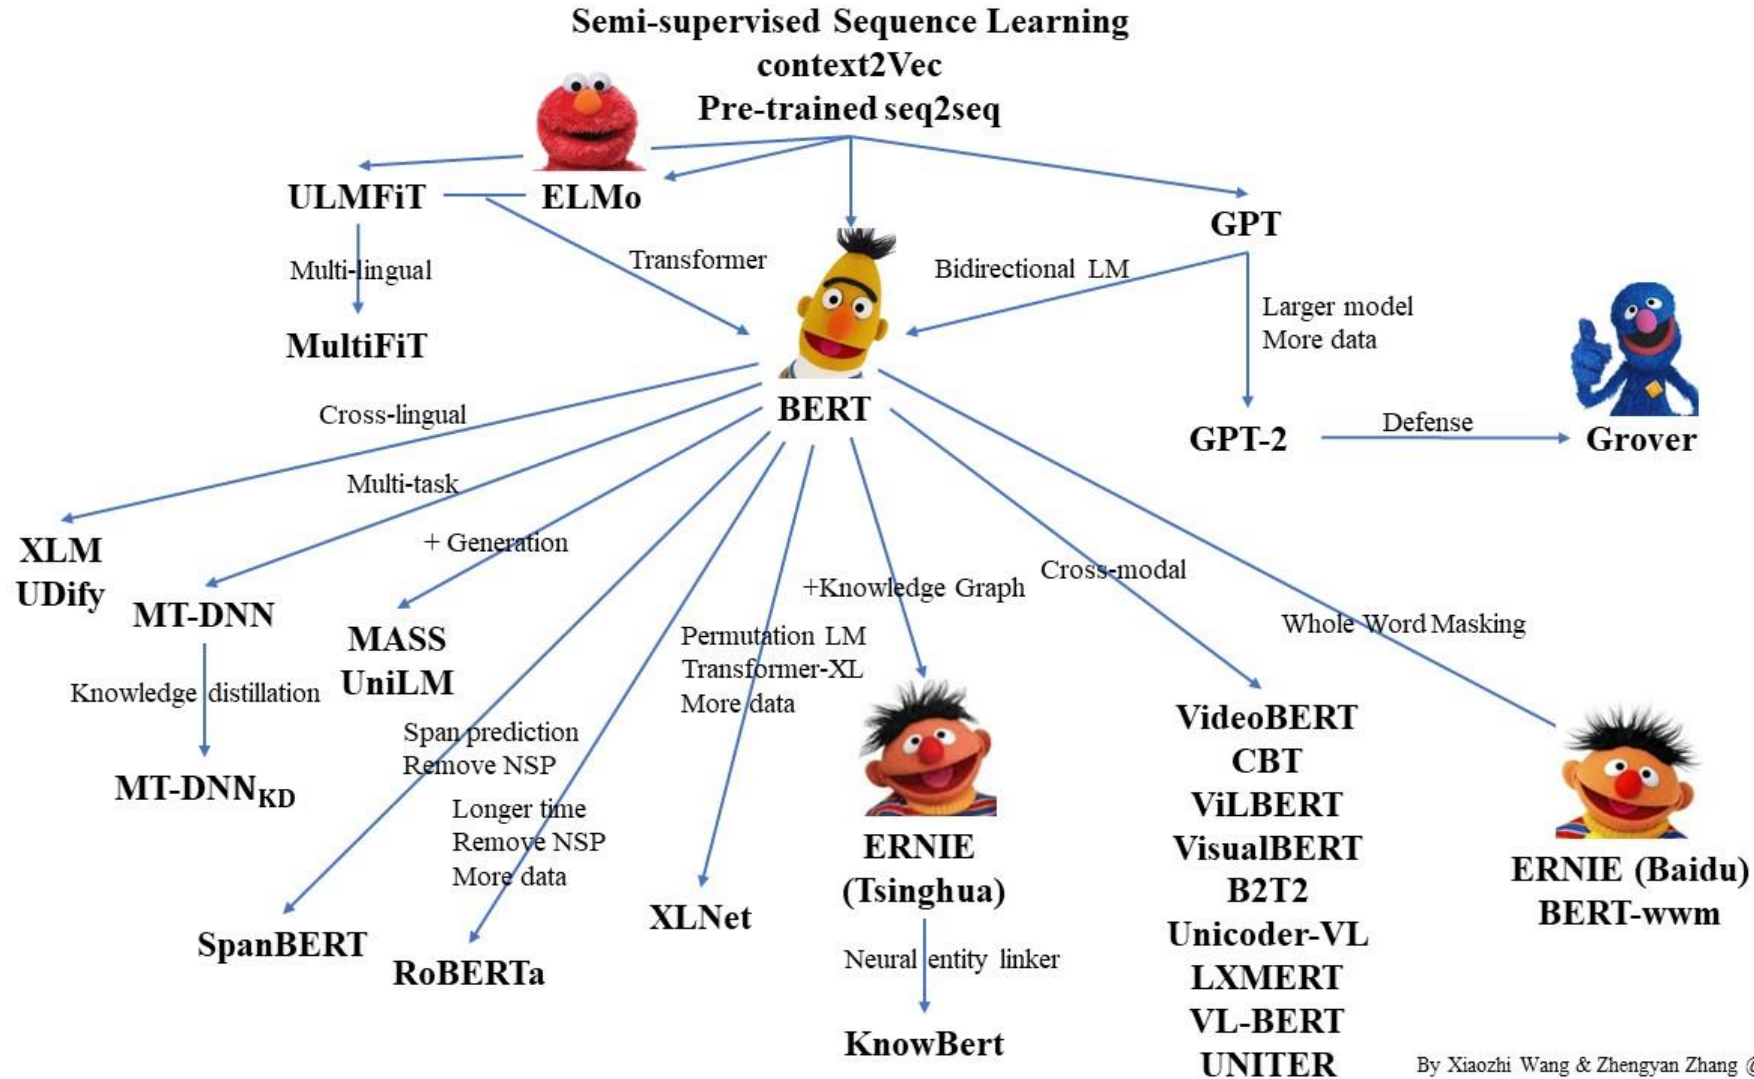 Semi-supervised Sequence Learning
context2Vec
Pre-trained seq2seq
ULMFiT
ELMo
GPT
Multi-lingual
Transformer
Bidirectional LM
Larger model
More data
MultiFiT
BERT
GPT-2
Defense
Grover
Cross-lingual
Multi-task
+ Generation
XLM
UDify
MT-DNN
MASS
UniLM
+Knowledge Graph
Cross-modal
Whole Word Masking
Permutation LM
Transformer-XL
More data
Knowledge distillation
MT-DNNKD
Span prediction
Remove NSP
Longer time
Remove NSP
More data
SpanBERT
RoBERTa
XLNet
ERNIE
(Tsinghua)
Neural entity linker
KnowBert
VideoBERT
CBT
ViLBERT
VisualBERT
B2T2
Unicoder-VL
LXMERT
VL-BERT
UNITER
ERNIE (Baidu)
BERT-wwm
By Xiaozhi Wang & Zhengyan Zhang @